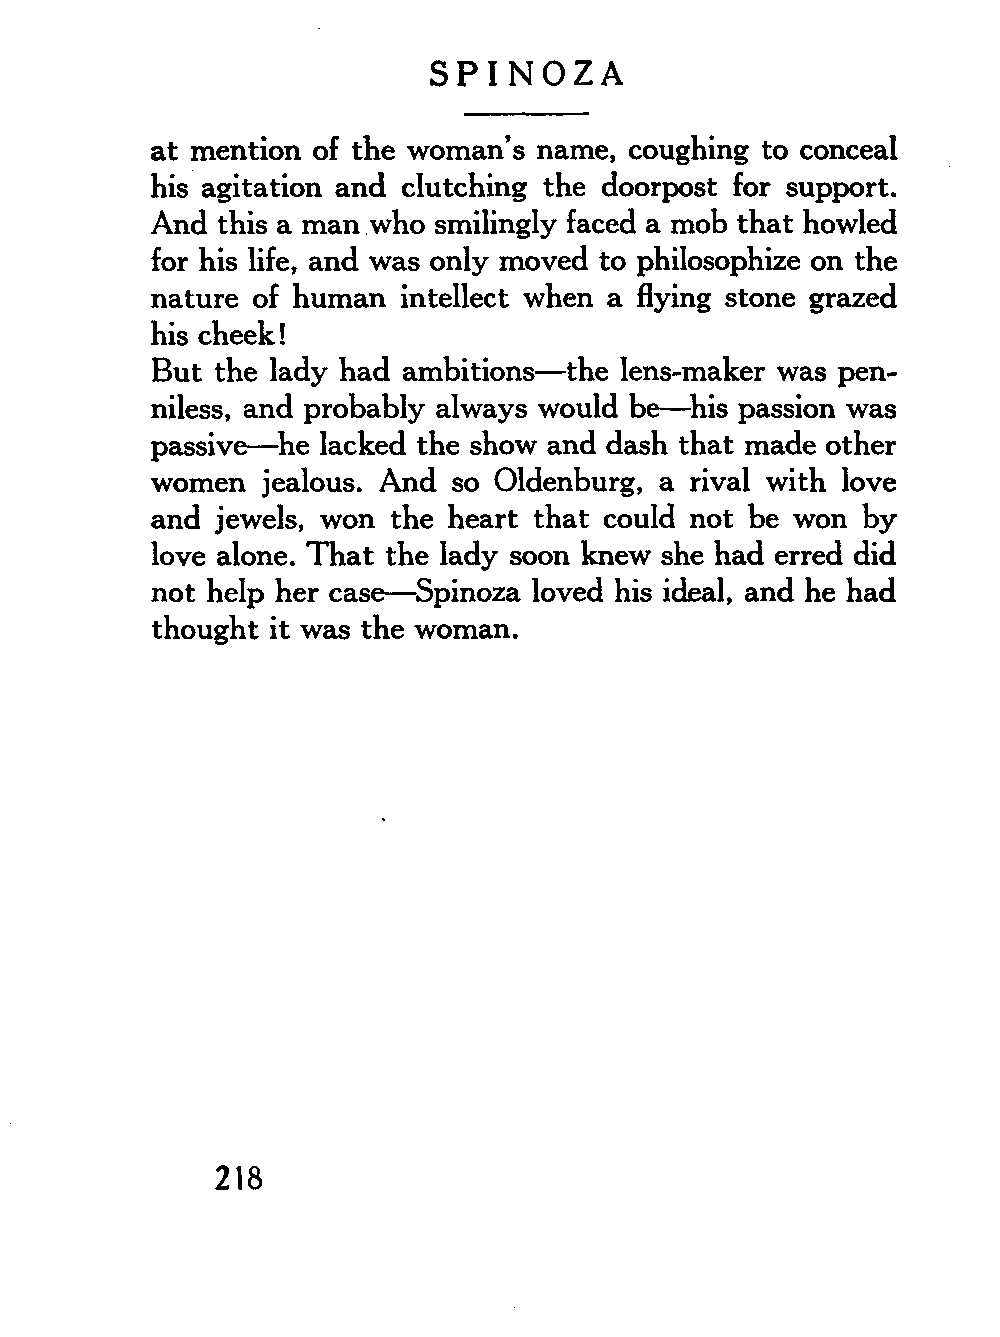 SPINOZA
at mention of the woman's name, coughing to conceal
his agitation and clutching the doorpost for support.
And this a man who smilingly faced a mob that howled
for his life, and was only moved to philosophize on the
nature of human intellect when a flying stone grazed
his cheek!
But the lady had ambitions—the lens-maker was pen-
niless, and probably always would be—his passion was
passive—he lacked the show and dash that made other
women jealous. And so Oldenburg, a rival with love
and jewels, won the heart that could not be won by
love alone. That the lady soon knew she had erred did
not help her case—Spinoza loved his ideal, and he had
thought it was the woman.
218